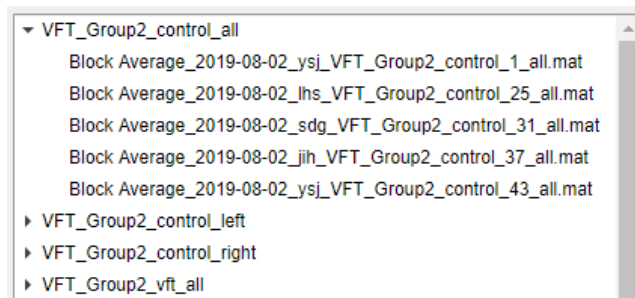 VFT_Group2_control_all
Block Average_2019-08-02_ysj_VFT_Group2_control_1_all.mat
Block Average_2019-08-02_lhs_VFT_Group2_control_25_all.mat
Block Average_2019-08-02_sdg_VFT_Group2_control_31_all.mat
Block Average_2019-08-02_jih_VFT_Group2_control_37_all.mat
Block Average_2019-08-02_ysj_VFT_Group2_control_43_all.mat
VFT_Group2_control_left
VFT_Group2_control_right
VFT_Group2_vft_all